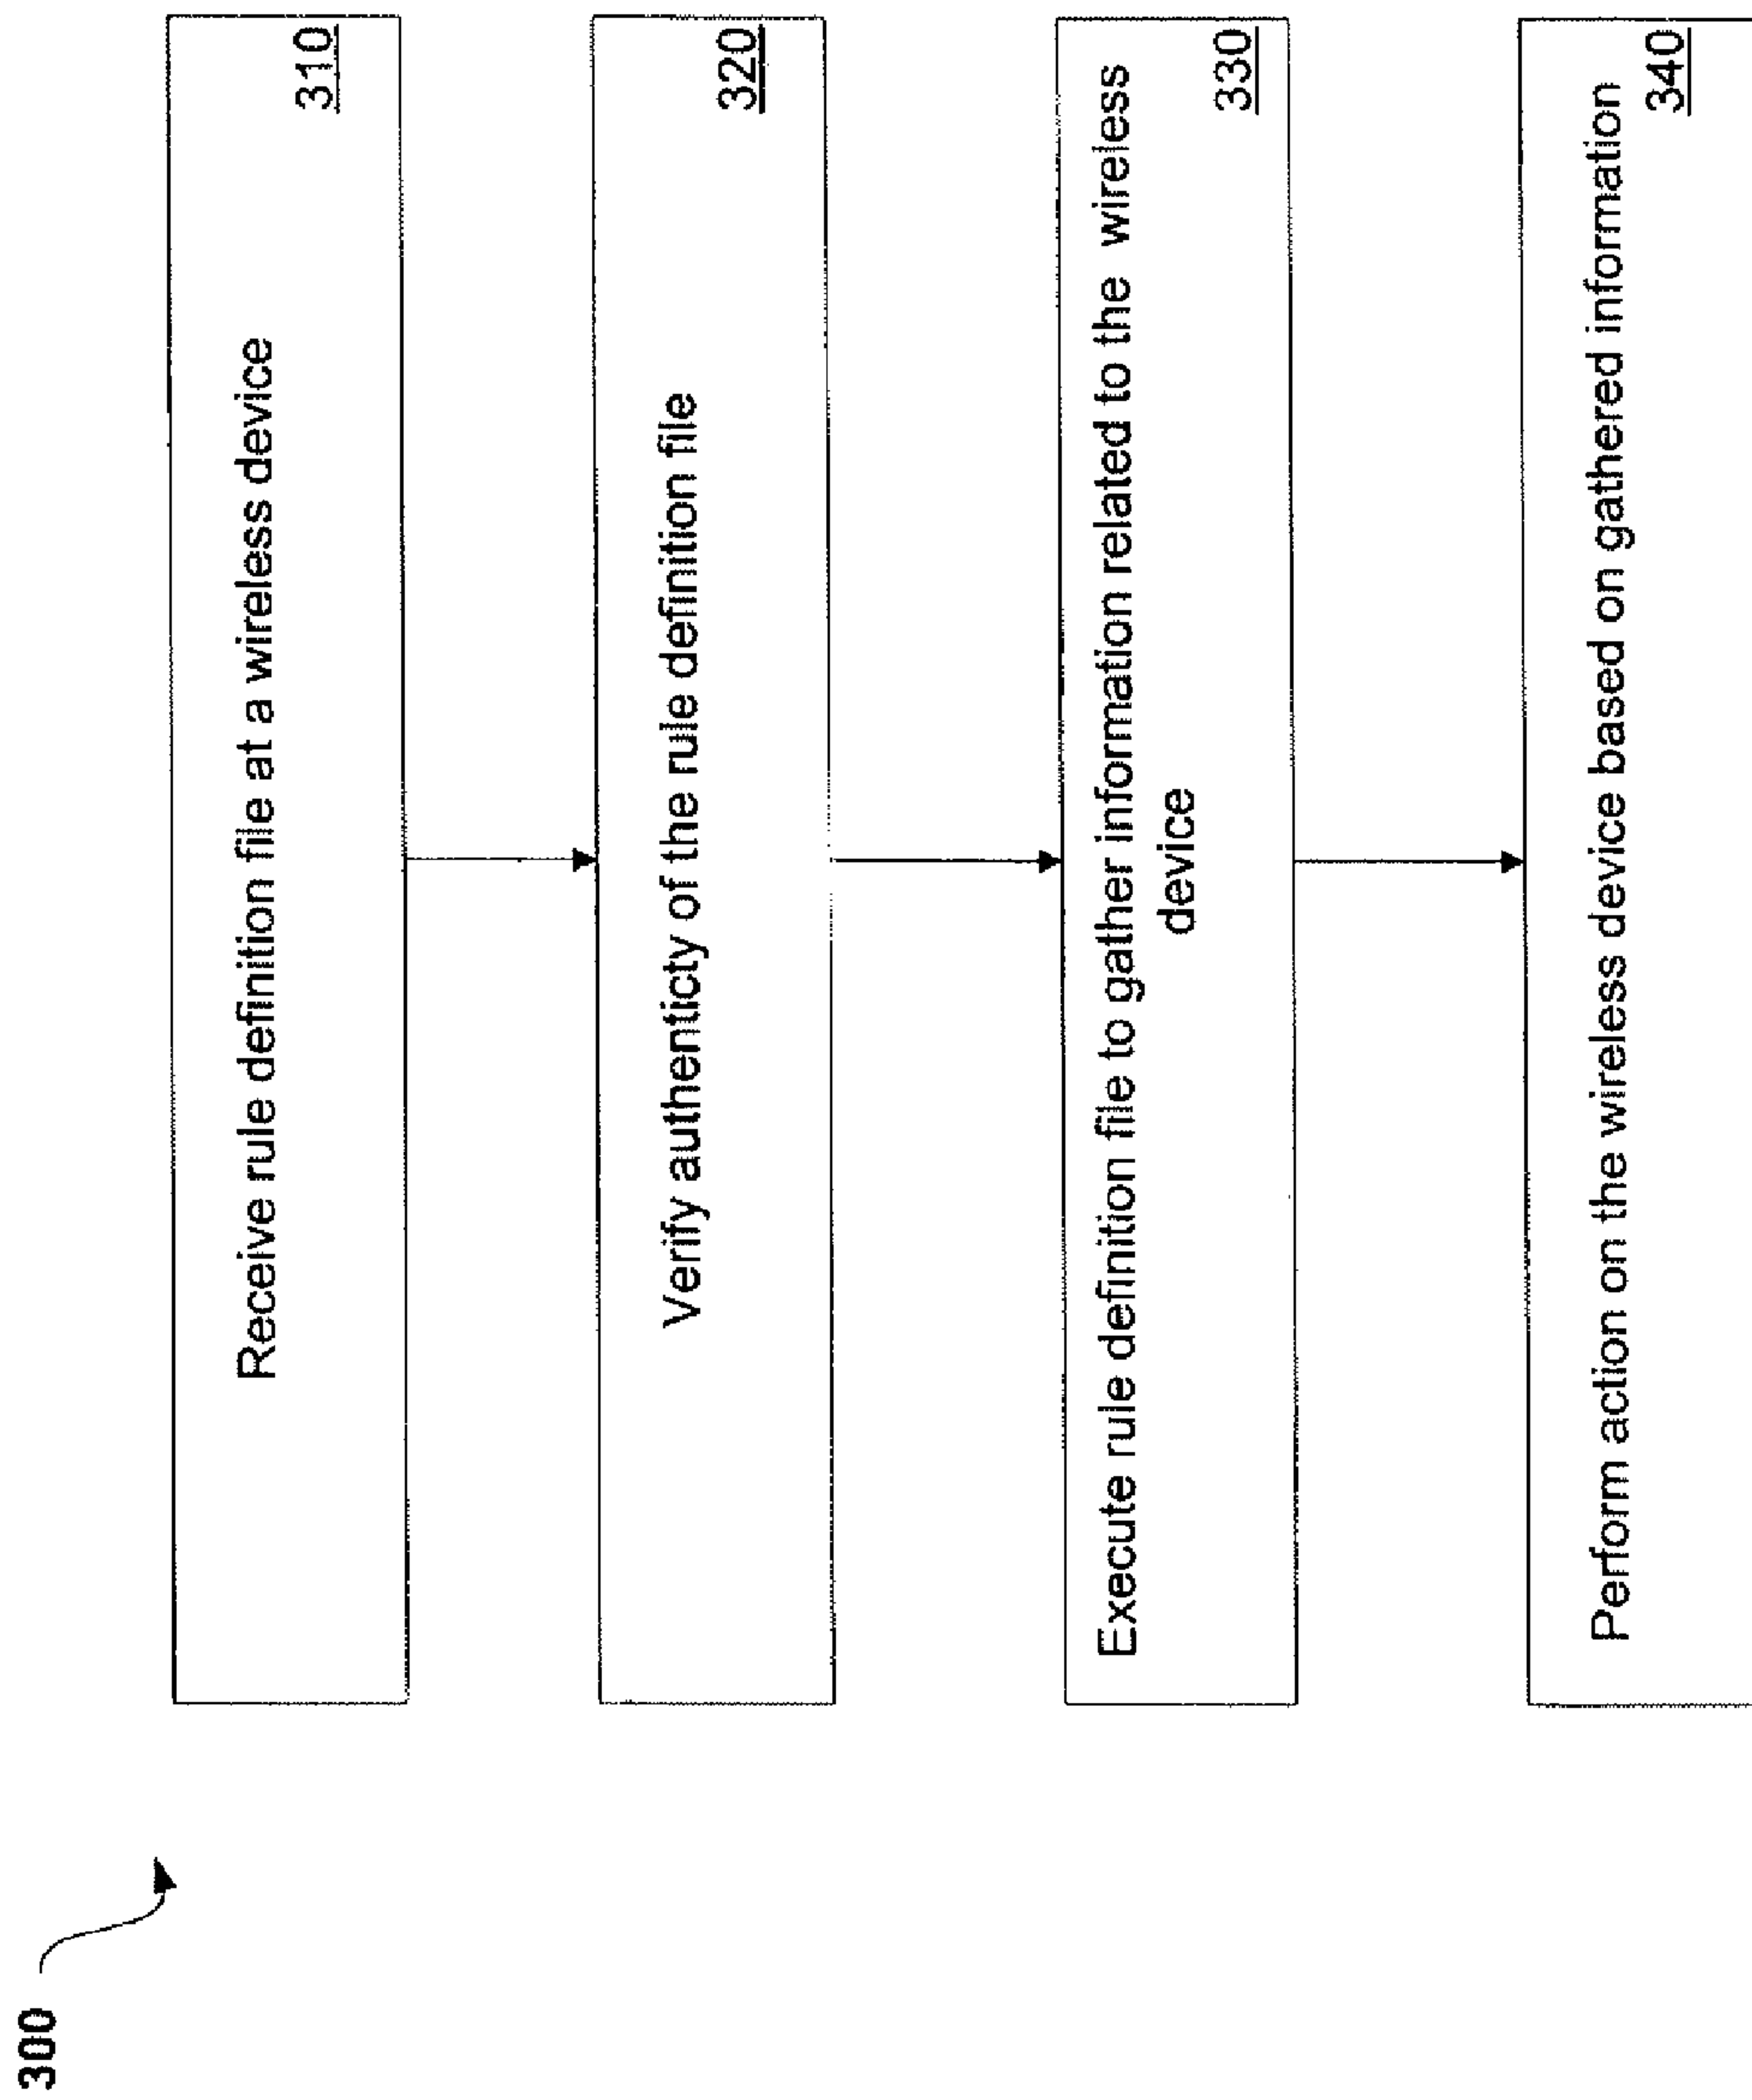 300
Receive rule definition file at a wireless device
310
Verify authenticty of the rule definition file
320
Execute rule definition file to gather information related to the wireless
device
330
Perform action on the wireless device based on gathered information
340